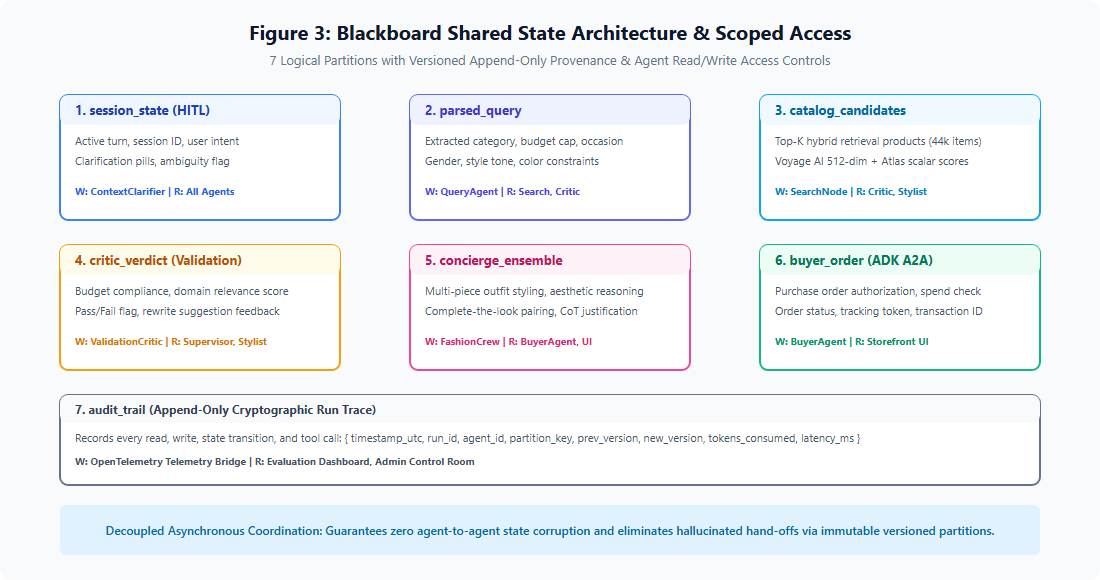 Figure 3: Blackboard Shared State Architecture & Scoped Access
7 Logical Partitions with Versioned Append-Only Provenance & Agent Read/Write Access Controls
1. session_state (HITL)
Active turn, session ID, user intent
Clarification pills, ambiguity flag
W: ContextClarifier | R: All Agents
2. parsed_query
Extracted category, budget cap, occasion
Gender, style tone, color constraints
W: QueryAgent | R: Search, Critic
3. catalog_candidates
Top-K hybrid retrieval products (44k items)
Voyage AI 512-dim + Atlas scalar scores
W: SearchNode | R: Critic, Stylist
4. critic_verdict (Validation)
Budget compliance, domain relevance score
Pass/Fail flag, rewrite suggestion feedback
W: ValidationCritic | R: Supervisor, Stylist
5. concierge_ensemble
Multi-piece outfit styling, aesthetic reasoning
Complete-the-look pairing, CoT justification
W: FashionCrew | R: BuyerAgent, UI
6. buyer_order (ADK A2A)
Purchase order authorization, spend check
Order status, tracking token, transaction ID
W: BuyerAgent | R: Storefront UI
7. audit_trail (Append-Only Cryptographic Run Trace)
Records every read, write, state transition, and tool call: { timestamp_utc, run_id, agent_id, partition_key, prev_version, new_version, tokens_consumed, latency_ms }
W: OpenTelemetry Telemetry Bridge | R: Evaluation Dashboard, Admin Control Room
Decoupled Asynchronous Coordination: Guarantees zero agent-to-agent state corruption and eliminates hallucinated hand-offs via immutable versioned partitions.